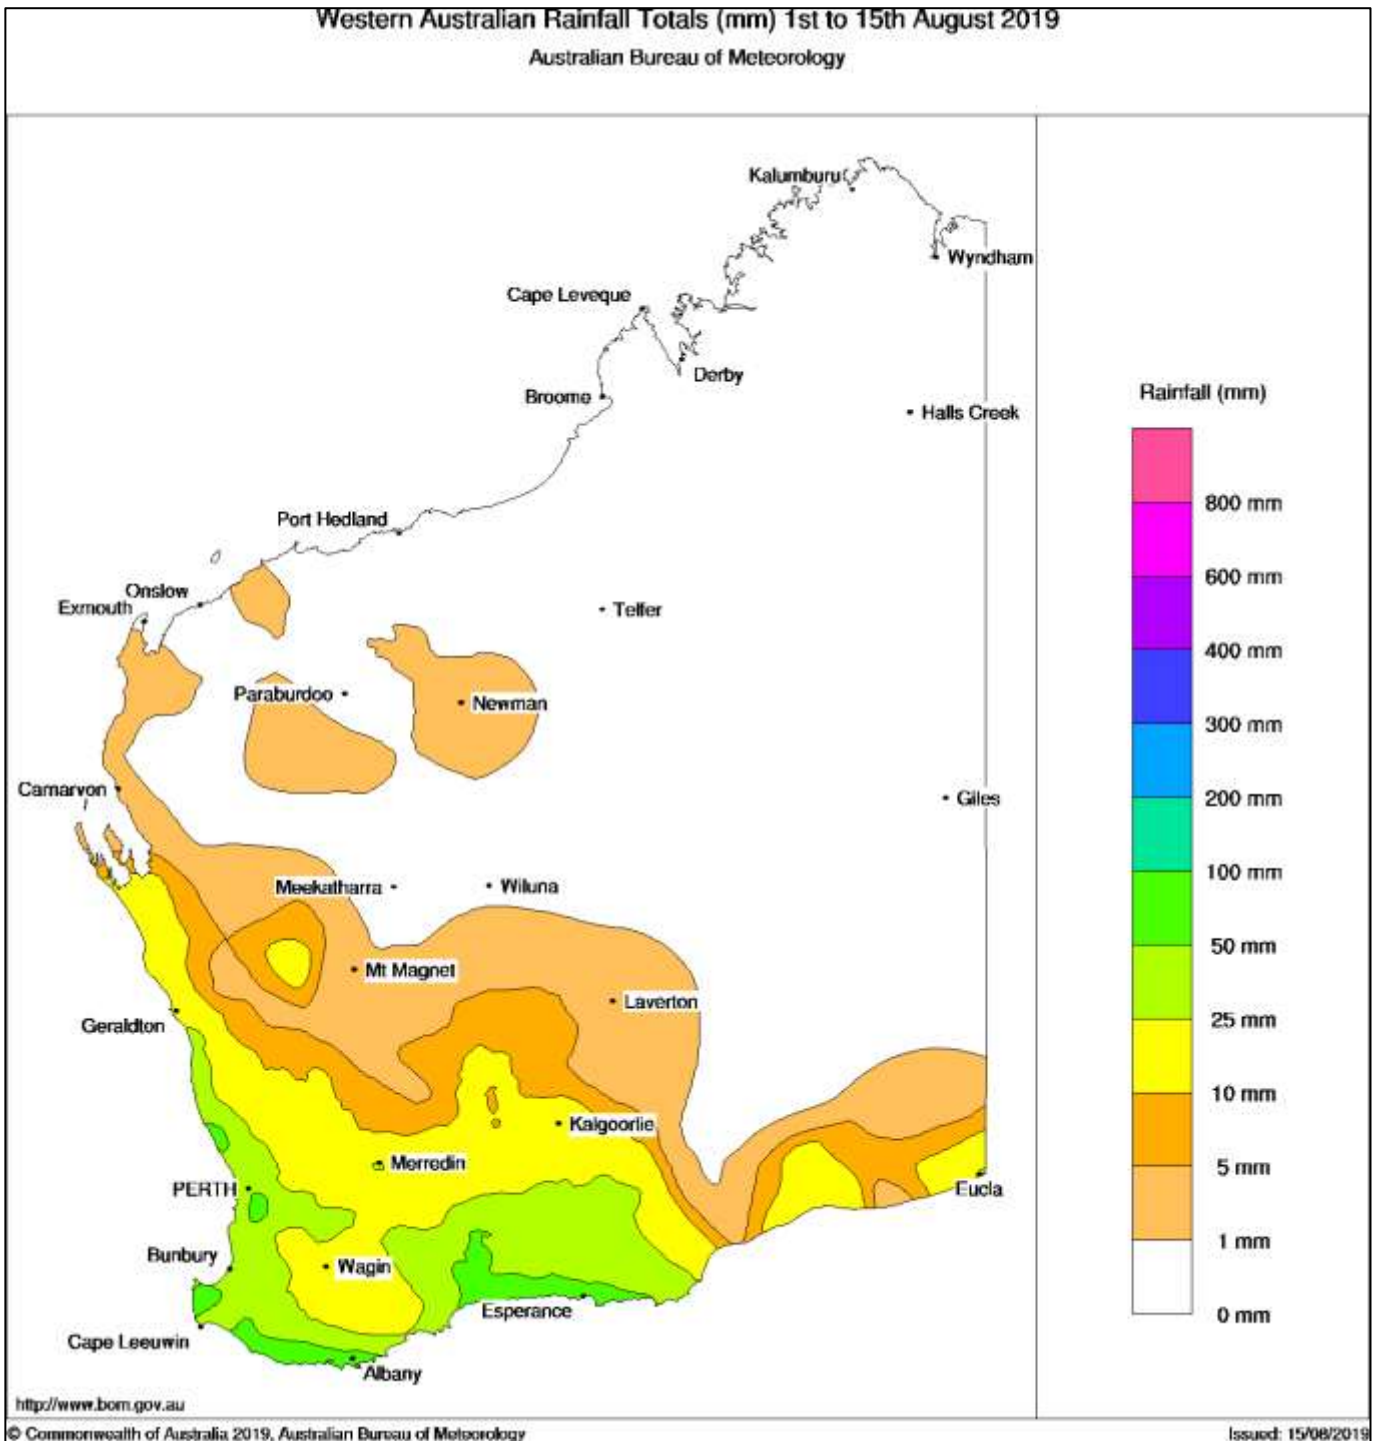 Western Australian Rainfall Totals (mm) 1st to 15th August 2019
Australian Bureau of Meteorology
Kalumburu
Wyndham
Cape Leveque
Derby
Broome
Halls Creek
Rainfall (mm)
800 mm
600 mm
400 mm
300 mm
200 mm
100 mm
50 mm
25 mm
10 mm
5 mm
1 mm
0 mm
Port Hedland
Onslow
Exmouth
Telfer
Paraburdoo
Newman
Carnarvon
Giles
Meekatharra
Wiluna
Mt Magnet
Laverton
Geraldton
Kalgoorlie
Merredin
PERTH
Eucla
Bunbury
Wagin
Esperance
Cape Leeuwin
Albany
http://www.bom.gov.au
© Commonwealth of Australia 2019, Australian Bureau of Meteorology
Issued: 15/08/2019